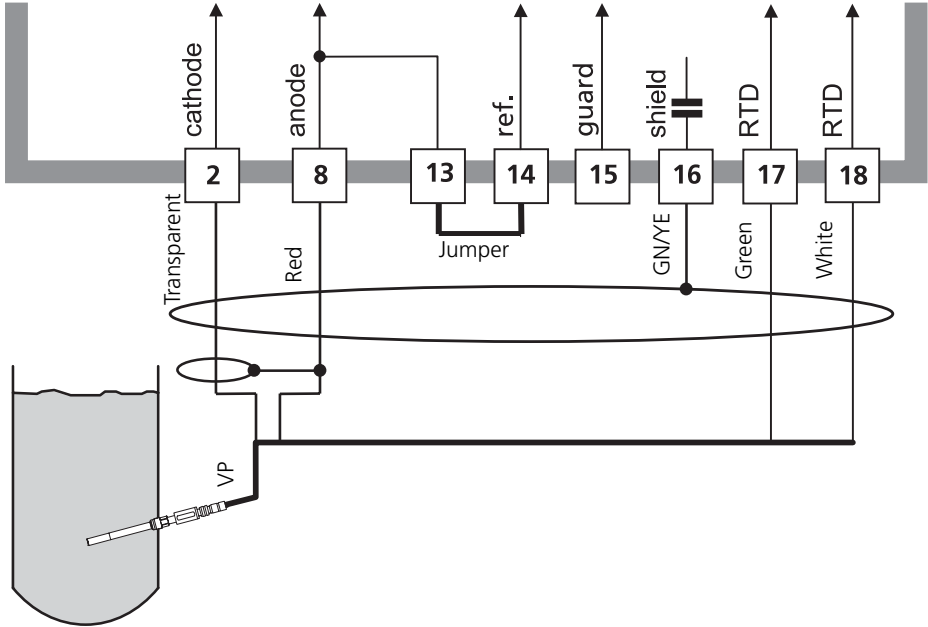 cathode
anode
ref.
guard
shield
RTD
RTD
2
8
13
14
15
16
17
18
Transparent
Red
Jumper
GN/YE
Green
White
VP